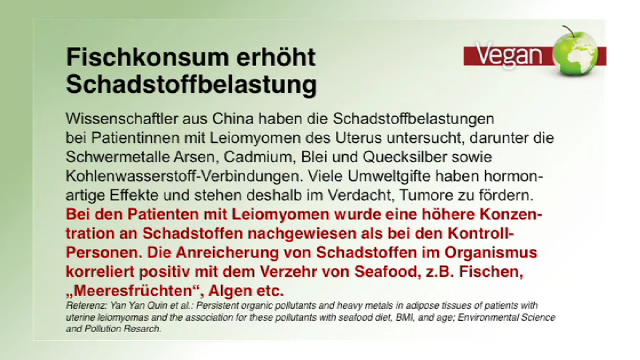 Fischkonsum erhöht
Schadstoffbelastung
Vegan
Wissenschaftler aus China haben die Schadstoffbelastungen
bei Patientinnen mit Leiomyomen des Uterus untersucht, darunter die
Schwermetalle Arsen, Cadmium, Blei und Quecksilber sowie
Kohlenwasserstoff-Verbindungen. Viele Umweltgifte haben hormon-
artige Effekte und stehen deshalb im Verdacht, Tumore zu fördern.
Bei den Patienten mit Leiomyomen wurde eine höhere Konzen-
tration an Schadstoffen nachgewiesen als bei den Kontroll-
Personen. Die Anreicherung von Schadstoffen im Organismus
korreliert positiv mit dem Verzehr von Seafood, z.B. Fischen,
„Meeresfrüchten“, Algen etc.
Referenz: Yan Yan Quin et al.: Persistent organic pollutants and heavy metals in adipose tissues of patients with
uterine leiomyomas and the association for these pollutants with seafood diet, BMI, and age; Environmental Science
and Pollution Resarch.